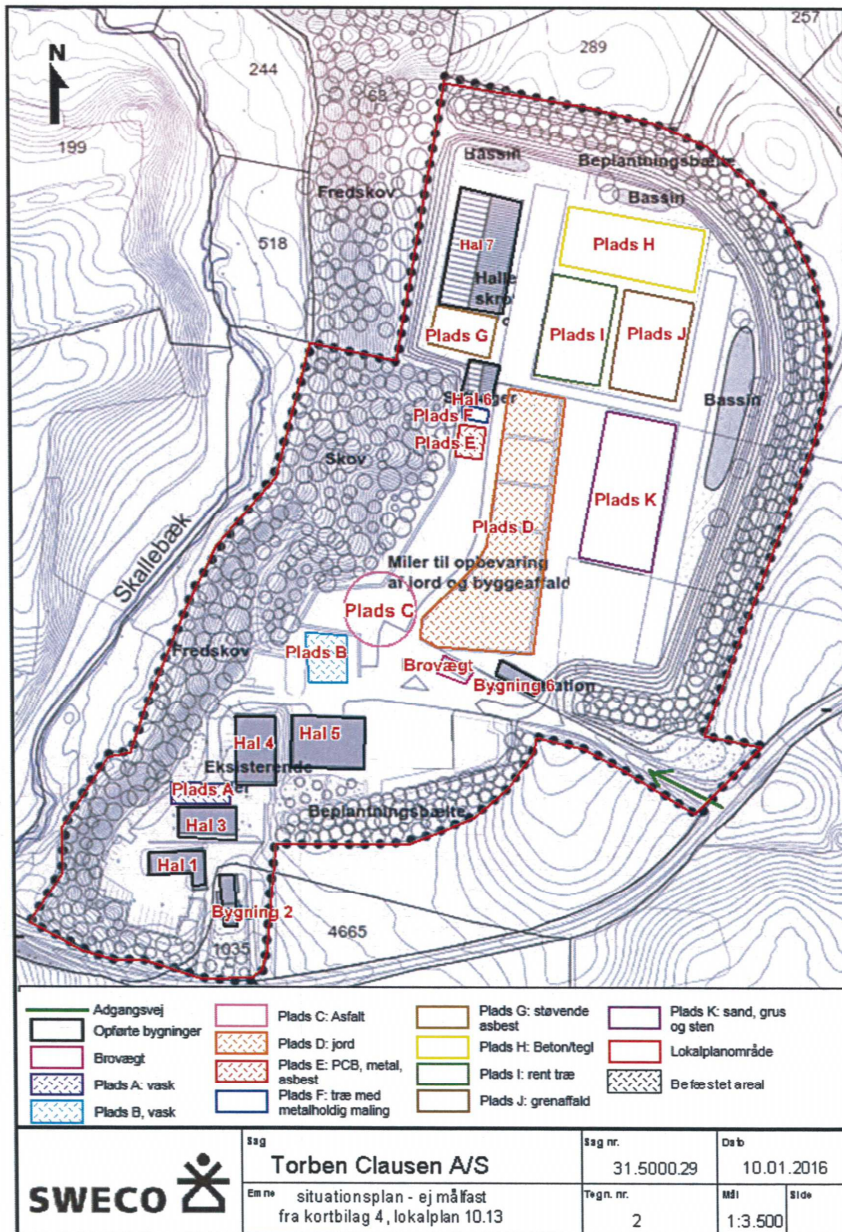 257
289
N
244
68
199
Bassin
Beplantningsbælte
Fredskov
Bassin
518
Hal 7
Plads H
Halle
Plads G
Plads I
Plads J
Hal 6
Plads F
Bassin
Plads E
Skov
Plads K
Plads D
Skallebæk
Miler til opbevaring
af jord og byggeaffald
Plads C
Fredskov
Plads B
Brovægt
Bygning 6
Hal 4
Hal 5
Eksisterende
Plads A
Beplantningsbælte
Hal 3
Hal 1
Bygning 2
4665
1035
Adgangsvej
Opførte bygninger
Brovægt
Plads A: vask
Plads B, vask
Plads C: Asfalt
Plads D: jord
Plads E: PCB, metal,
asbest
Plads F: træ med
metalholdig maling
Plads G: støvende
asbest
Plads H: Beton/tegl
Plads I: rent træ
Plads J: grenaffald
Plads K: sand, grus
og sten
Lokalplanområde
Befæstet areal
SWECO
Sag
Torben Clausen A/S
Sag nr.
31.5000.29
Dato
10.01.2016
Emne
situationsplan - ej målfast
fra kortbilag 4, lokalplan 10.13
Tegn. nr.
2
Mål
1:3.500
Side